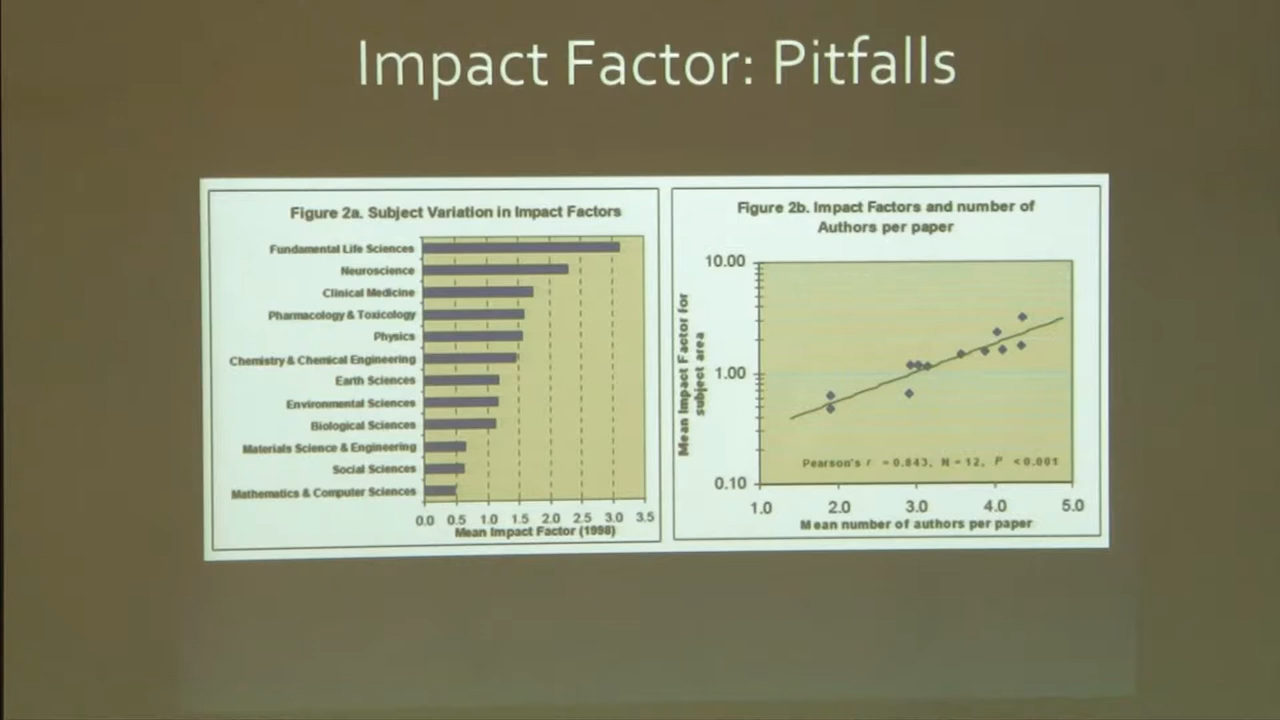 Impact Factor: Pitfalls
Figure 2a. Subject Variation in Impact Factors
Fundamental Life Sciences
Neuroscience
Clinical Medicine
Pharmacology & Toxicology
Physics
Chemistry & Chemical Engineering
Earth Sciences
Environmental Sciences
Biological Sciences
Materials Science & Engineering
Social Sciences
Mathematics & Computer Sciences
0.0 0.5 1.0 1.5 2.0 2.5 3.0 3.5
Mean Impact Factor (1998)
Figure 2b. Impact Factors and number of
Authors per paper
Mean Impact Factor for
subject area
10.00
1.00
0.10
Pearson's r = 0.843, N = 12, P < 0.001
1.0 2.0 3.0 4.0 5.0
Mean number of authors per paper